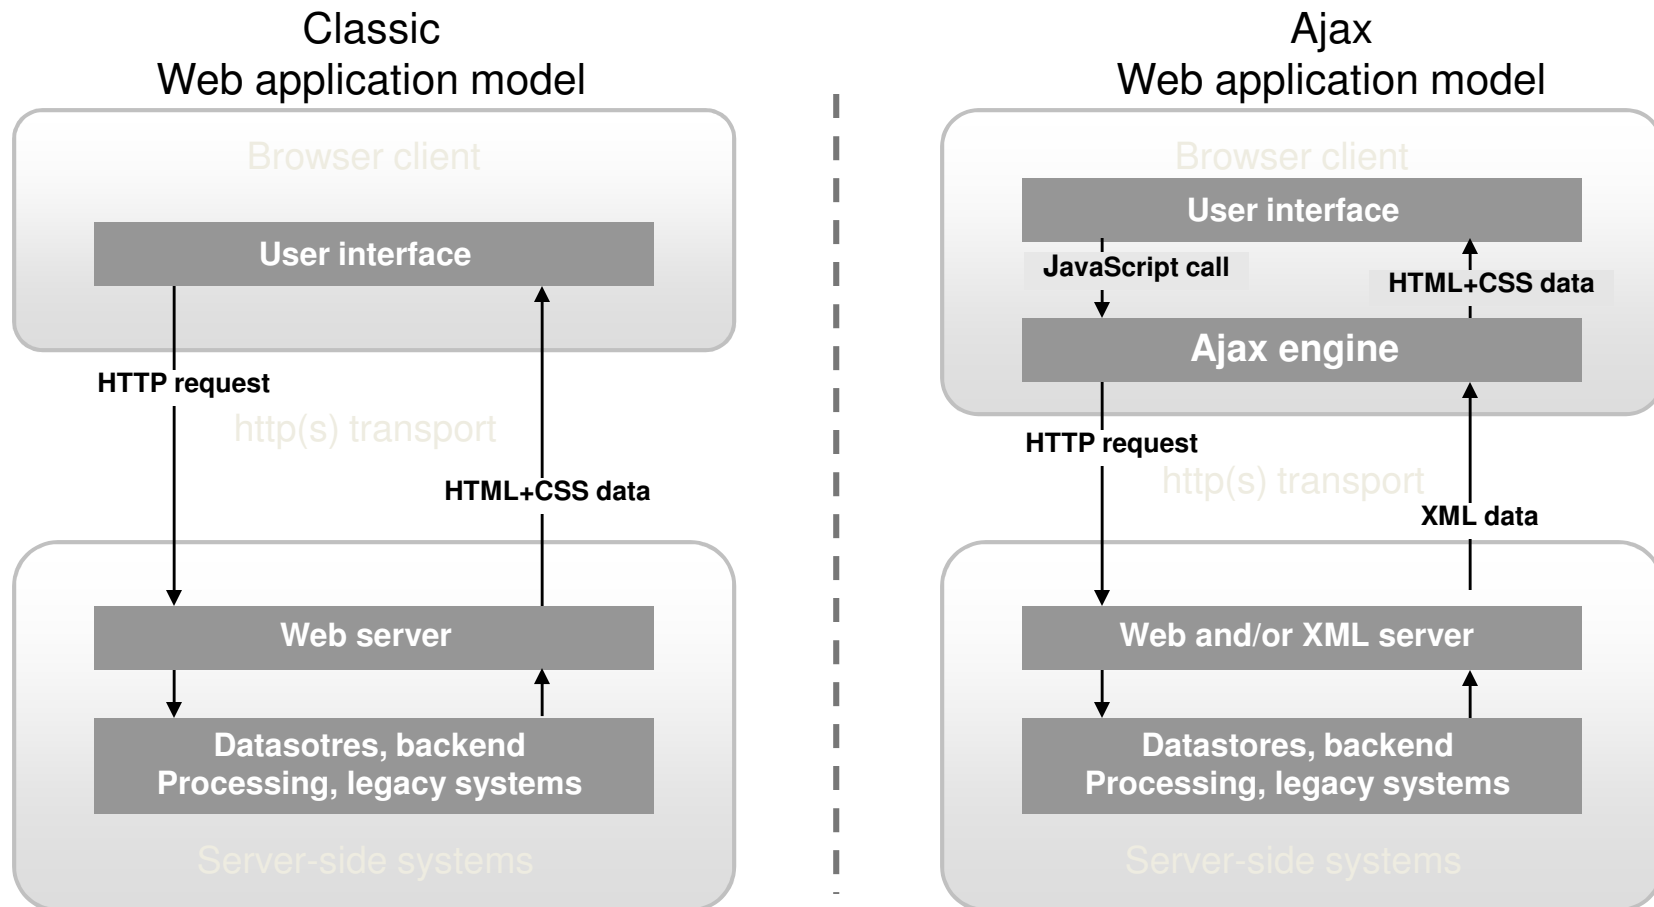 Classic
Web application model
Browser client
User interface
HTTP request
http(s) transport
HTML+CSS data
Web server
Datasotres, backend
Processing, legacy systems
Server-side systems
Ajax
Web application model
Browser client
User interface
JavaScript call
HTML+CSS data
Ajax engine
HTTP request
http(s) transport
XML data
Web and/or XML server
Datastores, backend
Processing, legacy systems
Server-side systems